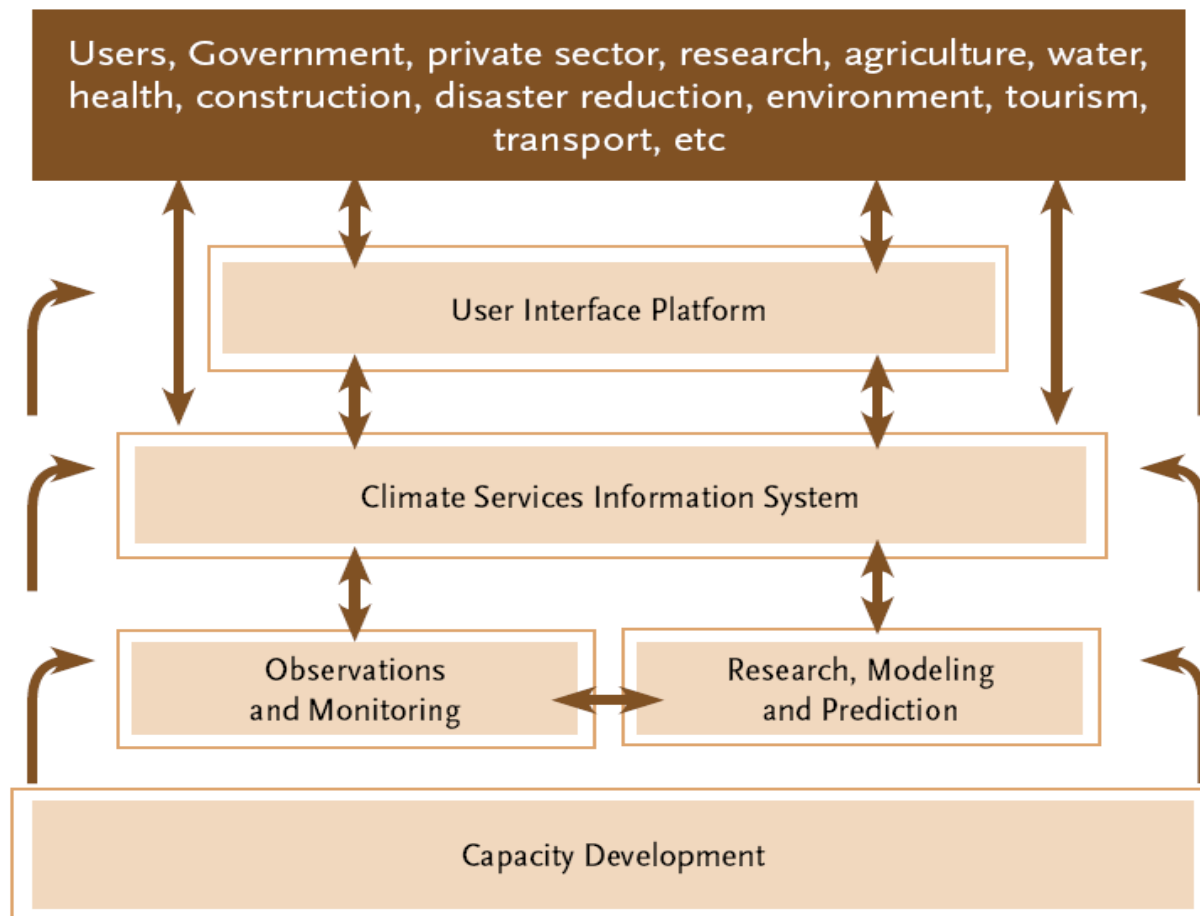 Users, Government, private sector, research, agriculture, water,
health, construction, disaster reduction, environment, tourism,
transport, etc
User Interface Platform
Climate Services Information System
Observations
and Monitoring
Research, Modeling
and Prediction
Capacity Development